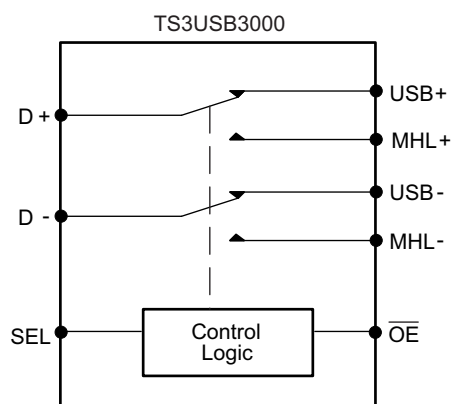 TS3USB3000
D+
USB+
MHL+
D-
USB-
MHL-
SEL
Control
Logic
OE